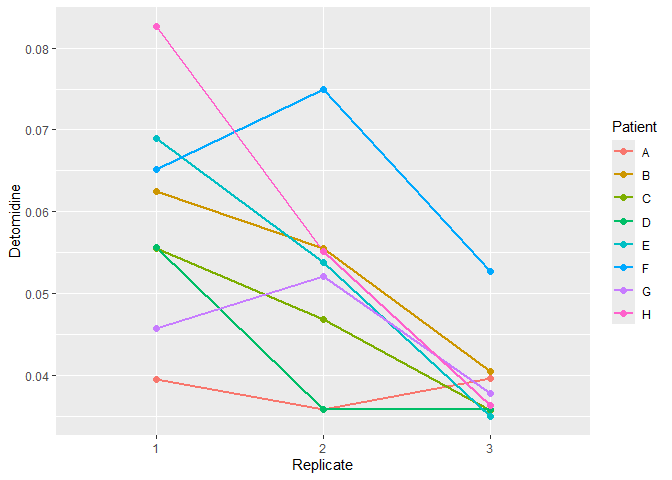 0.08
0.07
0.06
0.05
0.04
Detomidine
1 2 3
Replicate
Patient
A
B
C
D
E
F
G
H